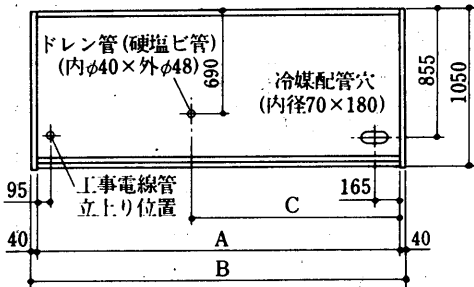 ドレン管(硬塩ビ管)
(内φ40×外φ48)
690
冷媒配管穴
(内径70×180)
855
1050
95
工事電線管
立上り位置
165
C
40
A
40
B